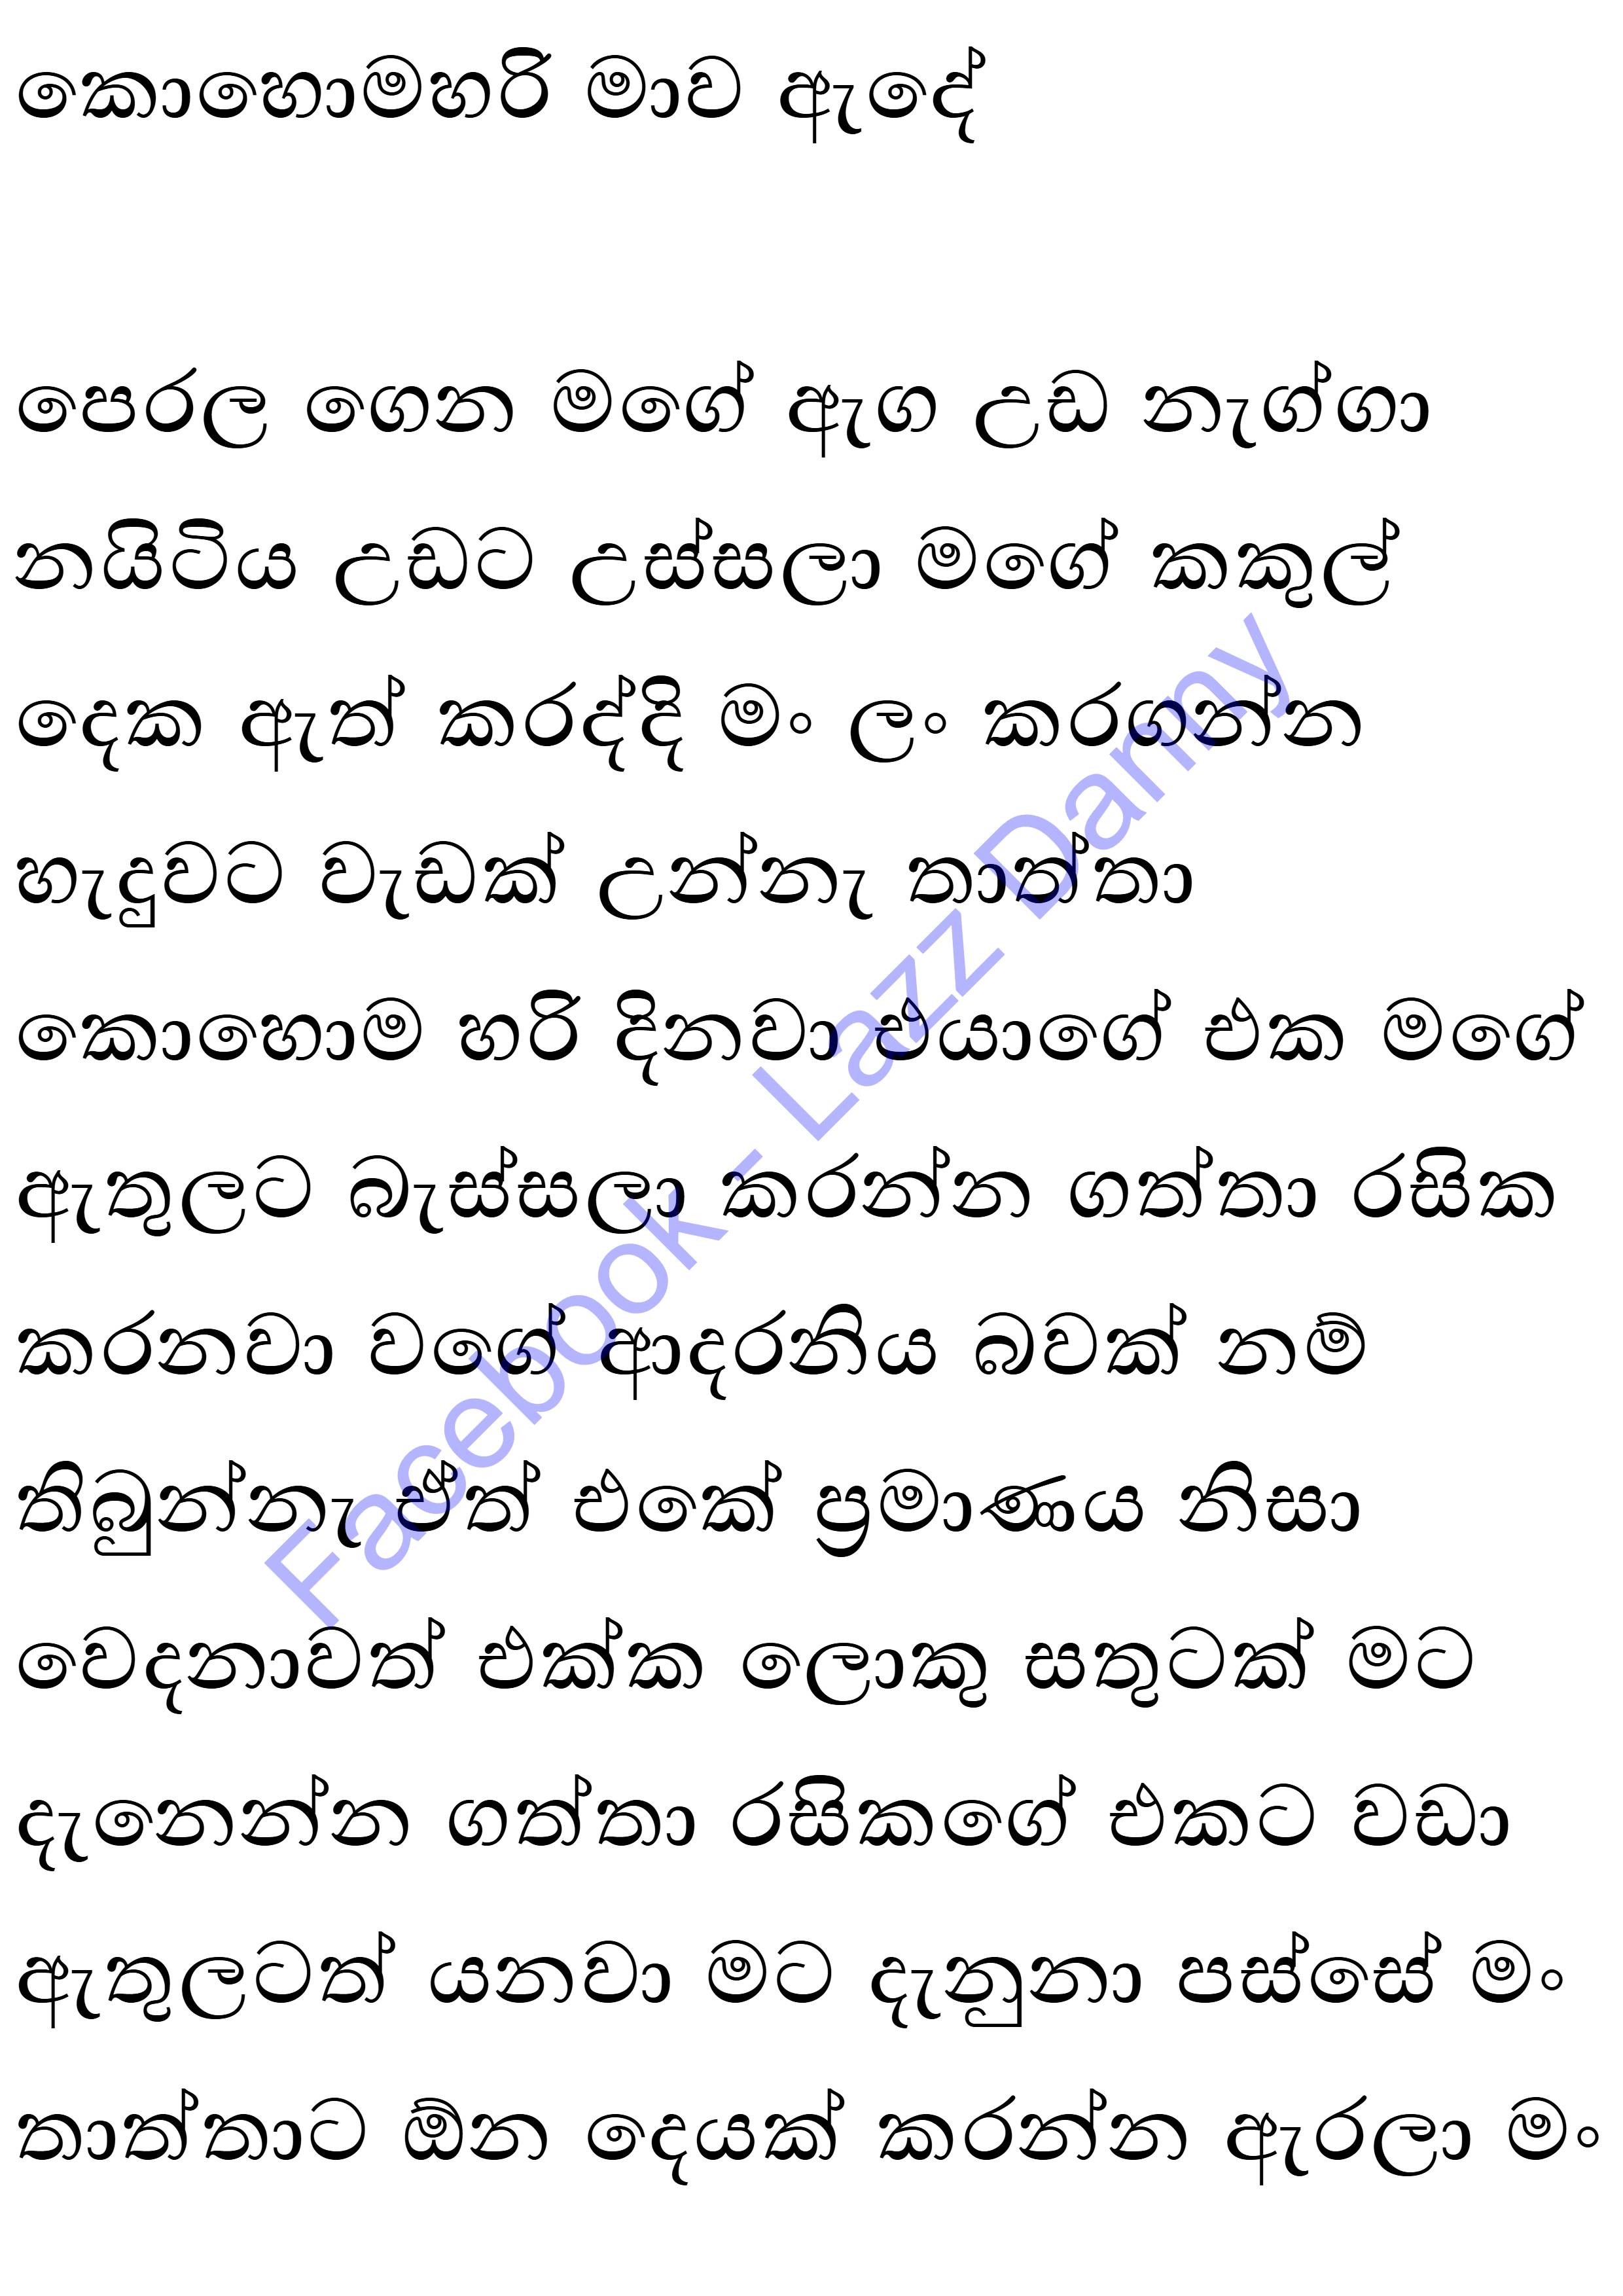 කොහොමහරි මාව ඇදේ
පෙරල ගෙන මගේ ඇග උඩ නැග්ගා
නයිටිය උඩට උස්සලා මගේ කකුල්
දෙක ඇත් කරද්දි මං ලං කරගන්න
හැදුවට වැඩක් උන්නැ තාත්තා
කොහොම හරි දිනවා එයාගේ එක මගේ
ඇතුලට බැස්සලා කරන්න ගත්තා රසික
කරනවා වගේ ආදරනිය බවක් නම්
තිබුන්නැ ඒත් එකේ ප්‍රමාණය නිසා
වෙදනාවත් එක්ක ලොකු සතුටක් මට
දැනෙන්න ගත්තා රසිකගේ එකට වඩා
ඇතුලටත් යනවා මට දැනුනා පස්සේ මං
තාත්තාට ඕන දෙයක් කරන්න ඇරලා මං
Facebook - Lazz Danny